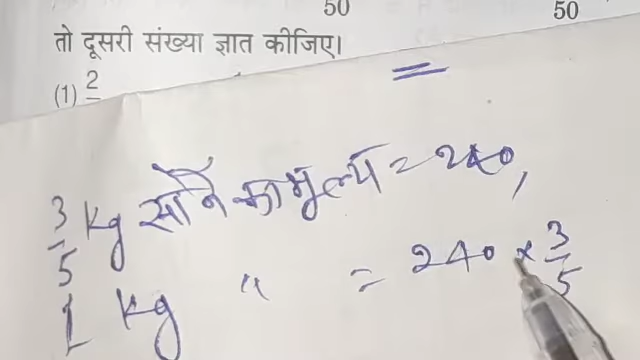 50 50
तो दूसरी संख्या ज्ञात कीजिए।
(1) 2
3/5 kg सोने का मूल्य = 240,
1 kg " = 240 × 3/5